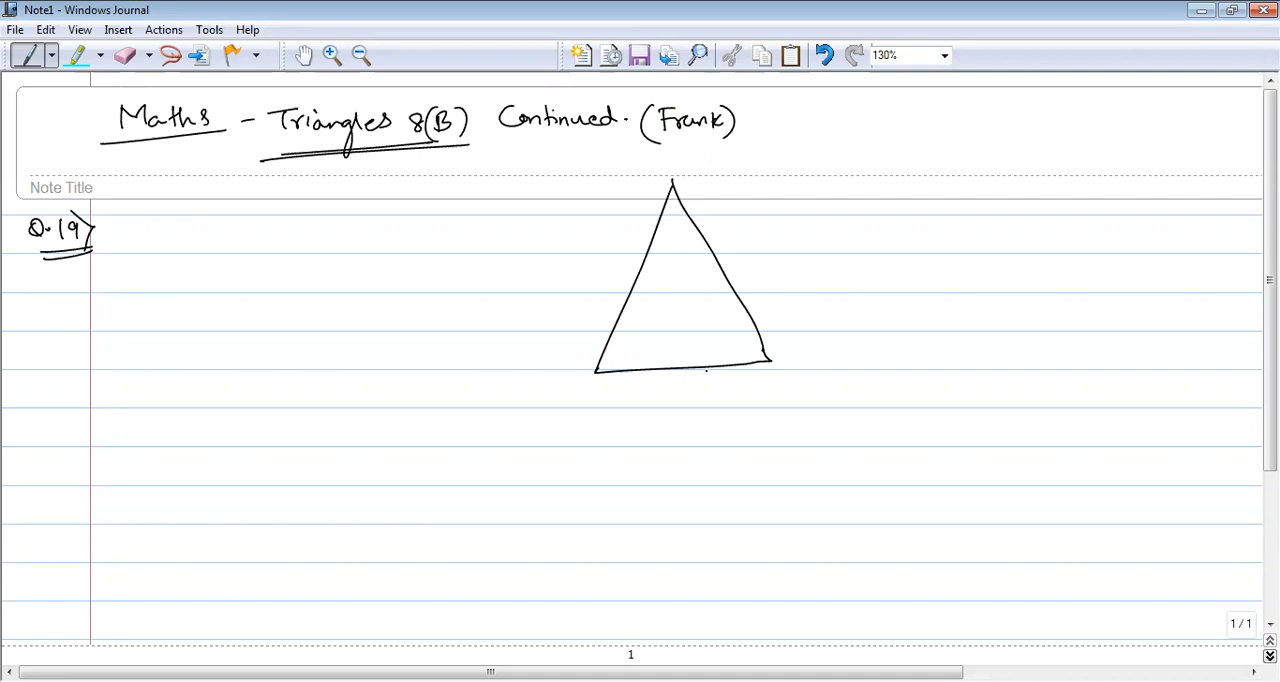 Note1 - Windows Journal
File Edit View Insert Actions Tools Help
130%
Maths - Triangles 8(B) Continued. (Frank)
Note Title
Q.19
1 / 1
1